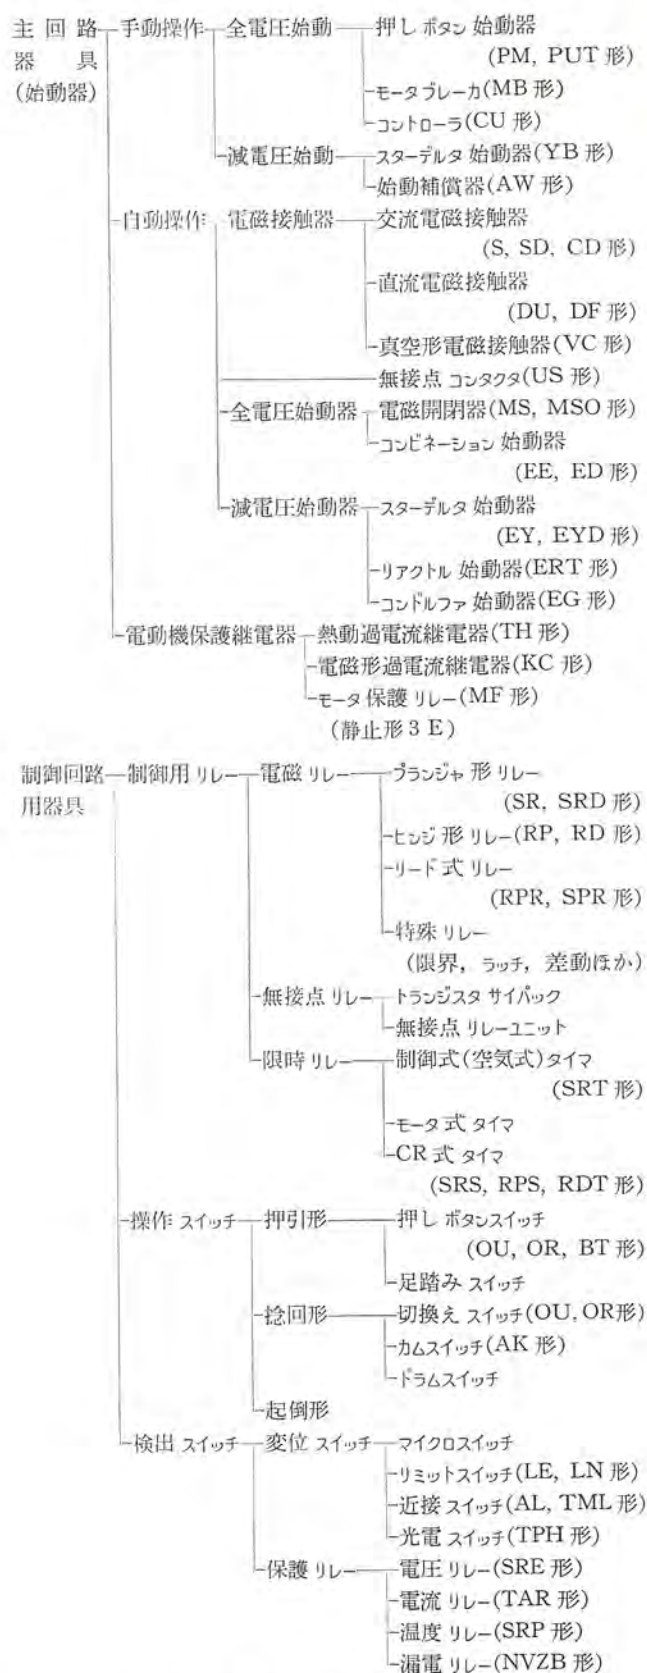 主回路 手動操作 全電圧始動 押しボタン始動器
器具 (PM, PUT 形)
(始動器) モータブレーカ(MB 形)
コントローラ(CU 形)
減電圧始動 スターデルタ始動器(YB 形)
始動補償器(AW 形)
自動操作 電磁接触器 交流電磁接触器
(S, SD, CD 形)
直流電磁接触器
(DU, DF 形)
真空形電磁接触器(VC 形)
無接点コンタクタ(US 形)
全電圧始動器 電磁開閉器(MS, MSO 形)
コンビネーション始動器
(EE, ED 形)
減電圧始動器 スターデルタ始動器
(EY, EYD 形)
リアクトル始動器(ERT 形)
コンドルファ始動器(EG 形)
電動機保護継電器 熱動過電流継電器(TH 形)
電磁形過電流継電器(KC 形)
モータ保護リレー(MF 形)
(静止形 3 E)
制御回路 制御用リレー 電磁リレー プランジャ形リレー
用器具 (SR, SRD 形)
ヒンジ形リレー(RP, RD 形)
リード式リレー
(RPR, SPR 形)
特殊リレー
(限界, ラッチ, 差動ほか)
無接点リレー トランジスタサイパック
無接点リレーユニット
限時リレー 制御式(空気式)タイマ
(SRT 形)
モータ式タイマ
CR 式タイマ
(SRS, RPS, RDT 形)
操作スイッチ 押引形 押しボタンスイッチ
(OU, OR, BT 形)
足踏みスイッチ
捻回形 切換えスイッチ(OU, OR形)
カムスイッチ(AK 形)
ドラムスイッチ
起倒形
検出スイッチ 変位スイッチ マイクロスイッチ
リミットスイッチ(LE, LN 形)
近接スイッチ(AL, TML 形)
光電スイッチ(TPH 形)
保護リレー 電圧リレー(SRE 形)
電流リレー(TAR 形)
温度リレー(SRP 形)
漏電リレー(NVZB 形)